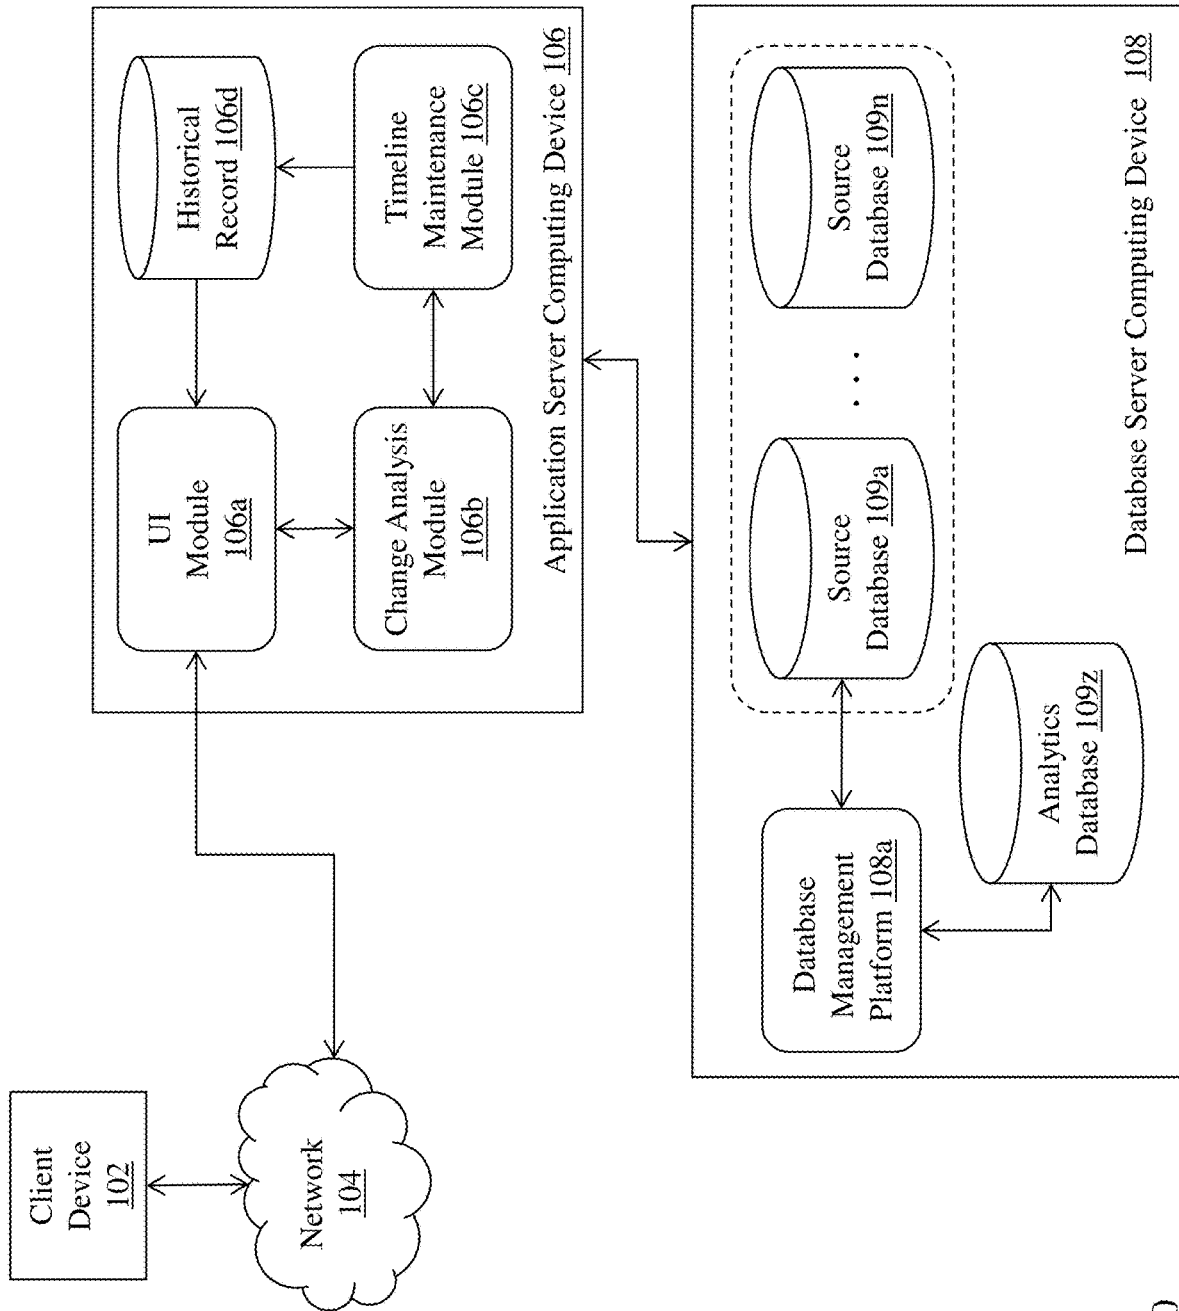 Client
Device
102
Network
104
UI
Module
106a
Historical
Record 106d
Change Analysis
Module
106b
Timeline
Maintenance
Module 106c
Application Server Computing Device 106
Database
Management
Platform 108a
Source
Database 109a
. . .
Source
Database 109n
Analytics
Database 109z
Database Server Computing Device 108